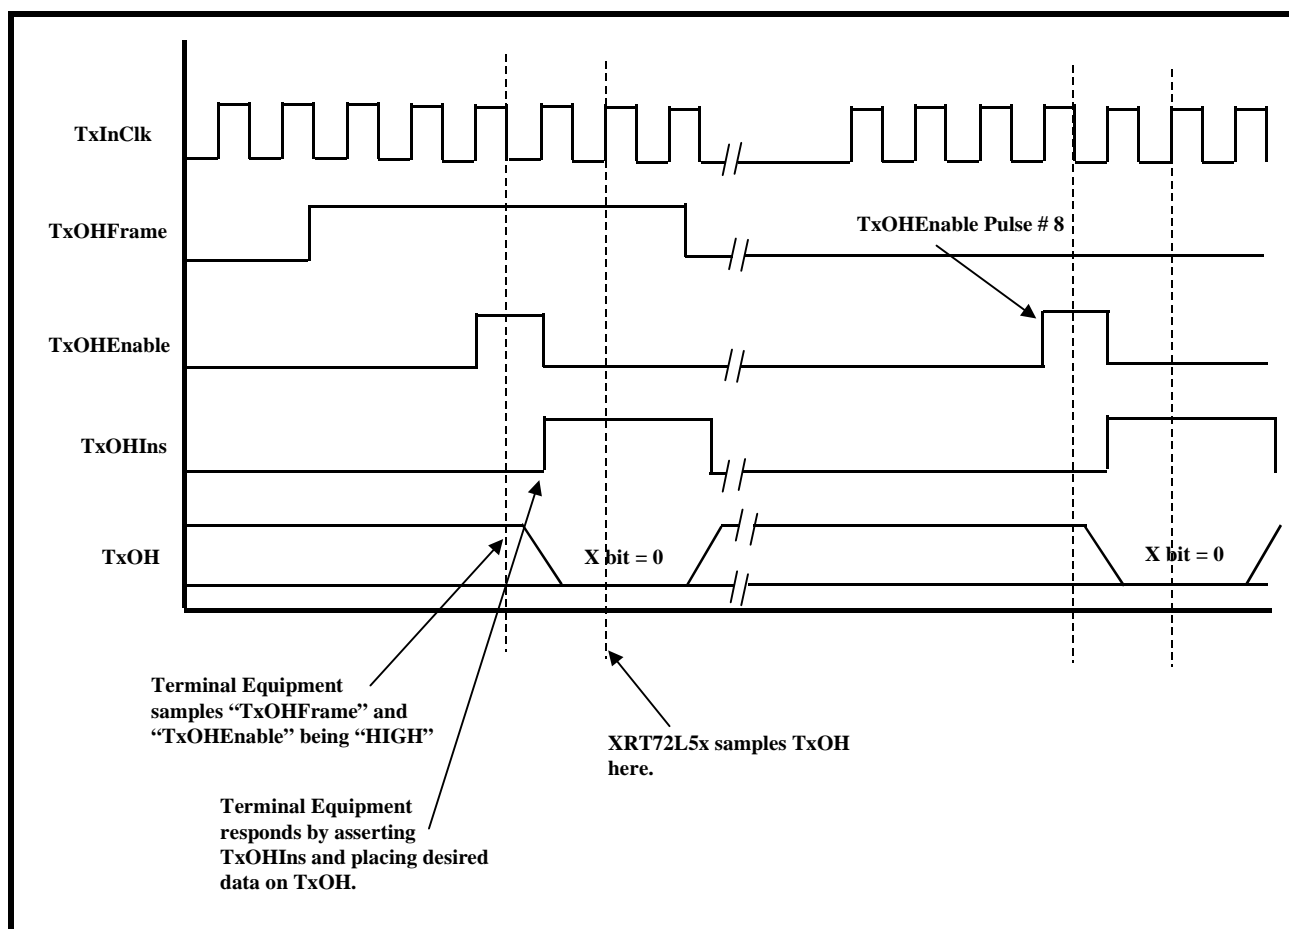 TxInClk
TxOHFrame
TxOHEnable Pulse # 8
TxOHEnable
TxOHIns
TxOH
X bit = 0
X bit = 0
Terminal Equipment
samples “TxOHFrame” and
“TxOHEnable” being “HIGH”
XRT72L5x samples TxOH
here.
Terminal Equipment
responds by asserting
TxOHIns and placing desired
data on TxOH.